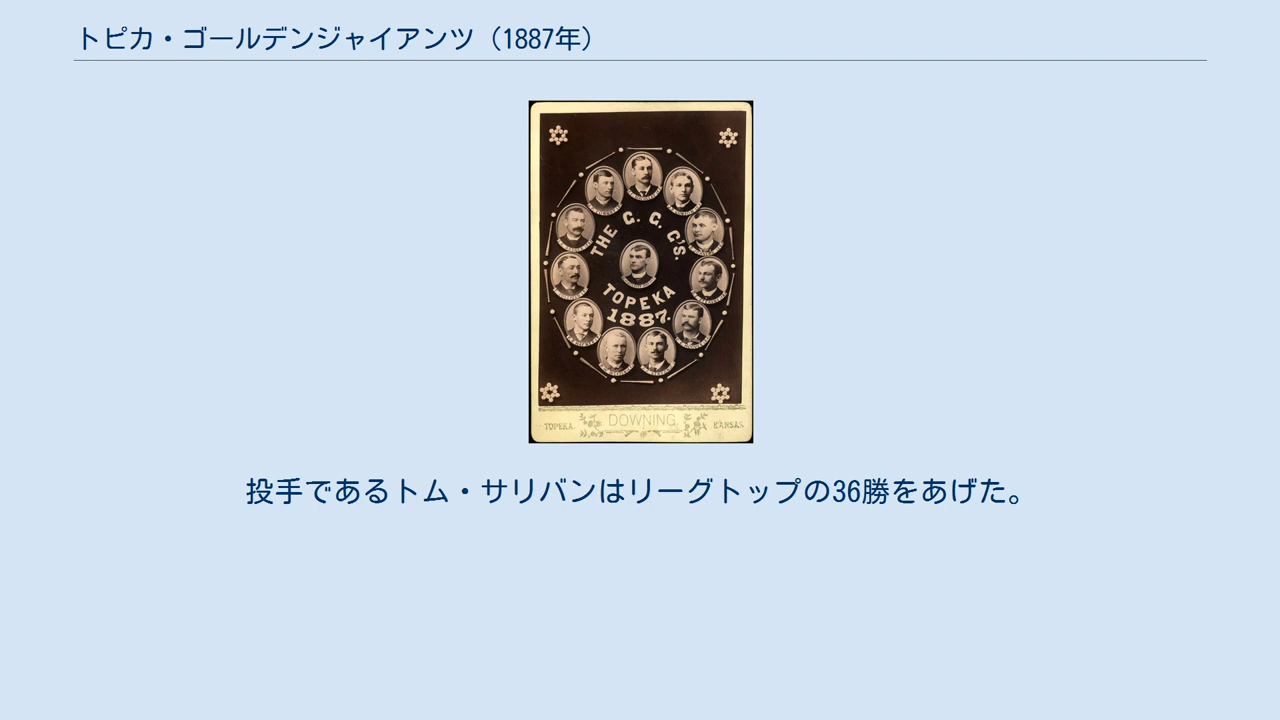 トピカ・ゴールデンジャイアンツ（1887年）
THE G. G. G'S.
TOPEKA
1887.
TOPEKA. DOWNING KANSAS.
投手であるトム・サリバンはリーグトップの36勝をあげた。